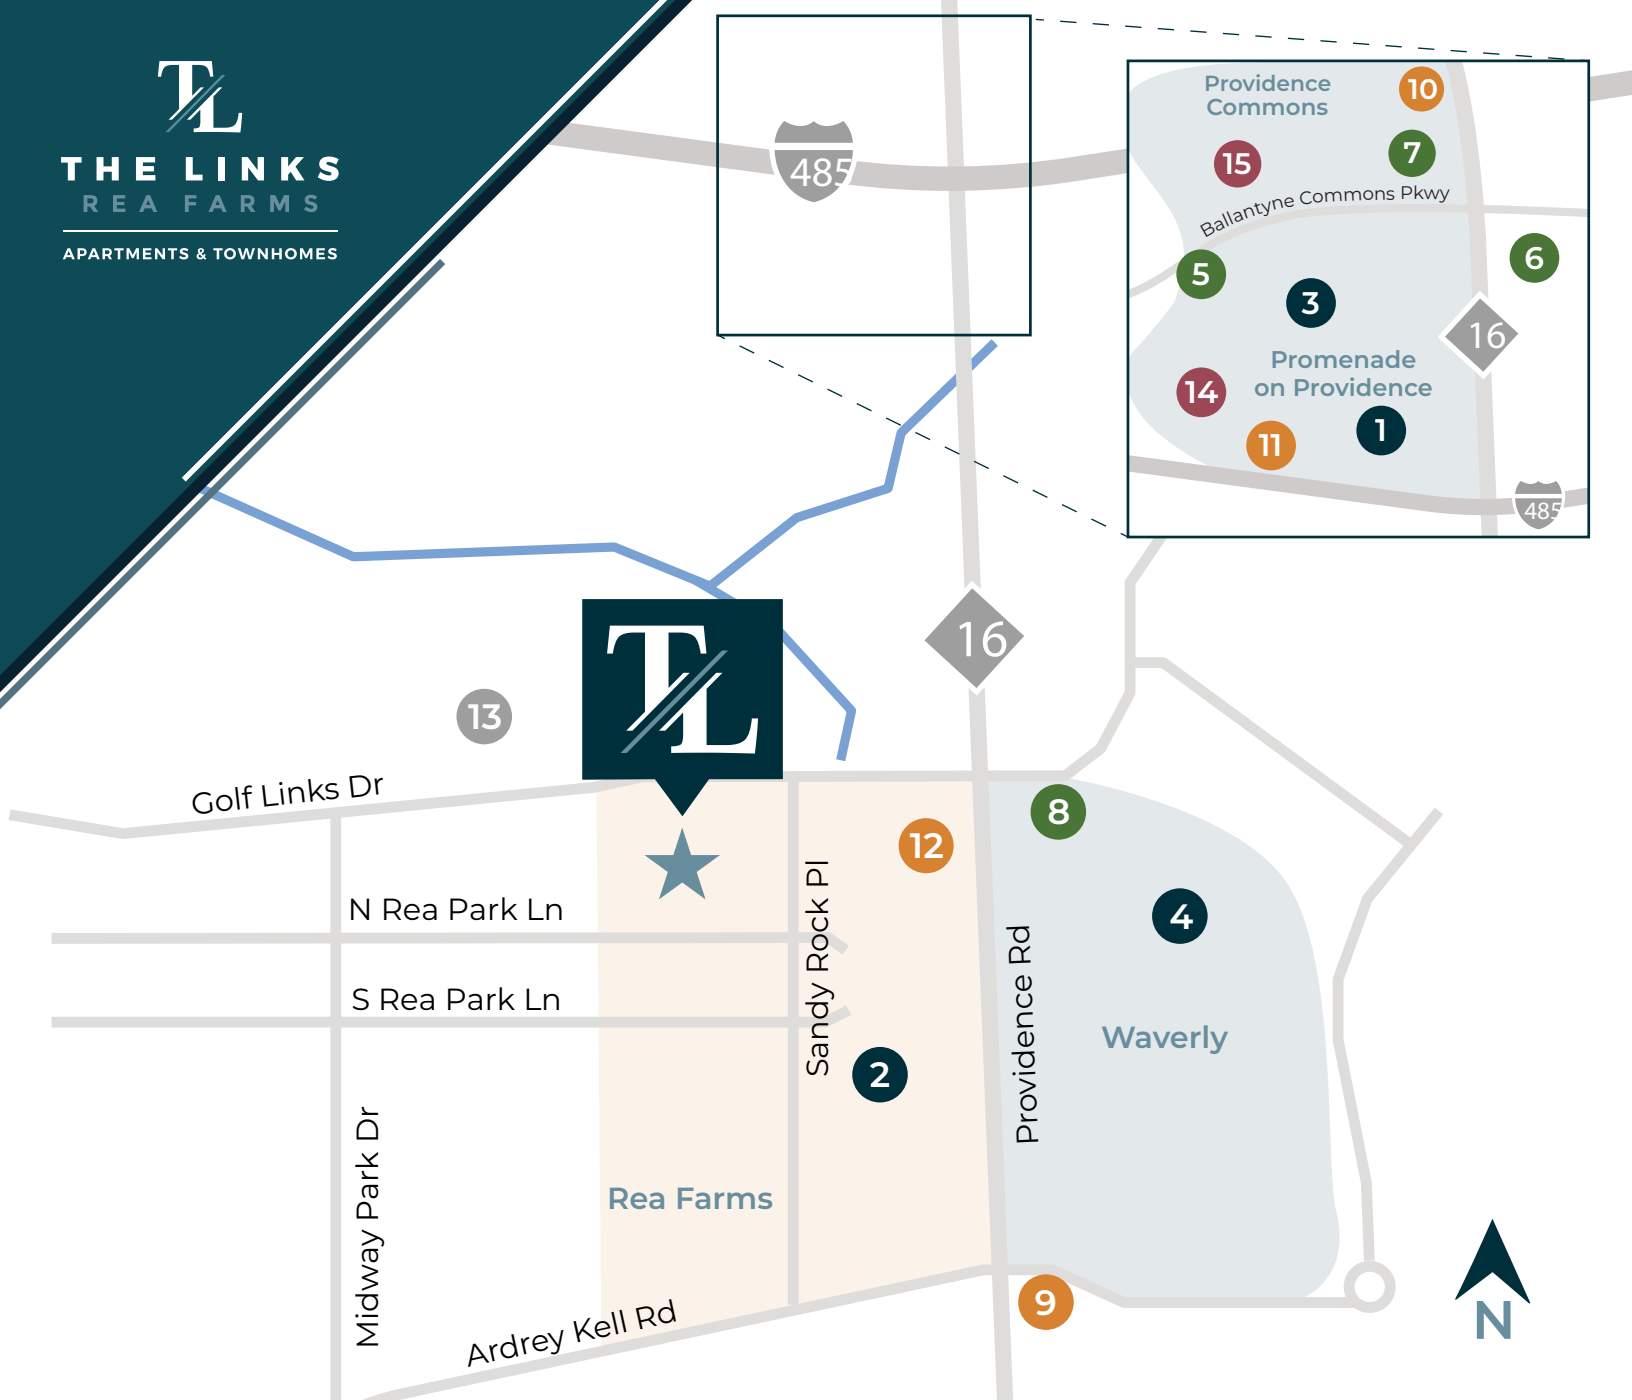 TL
THE LINKS
REA FARMS
APARTMENTS & TOWNHOMES
485
Providence
Commons
10
15
7
Ballantyne Commons Pkwy
5
6
3
16
Promenade
on Providence
14
1
11
485
16
TL
13
Golf Links Dr
8
12
N Rea Park Ln
4
Sandy Rock Pl
S Rea Park Ln
Providence Rd
Waverly
2
Midway Park Dr
Rea Farms
9
Ardrey Kell Rd
N